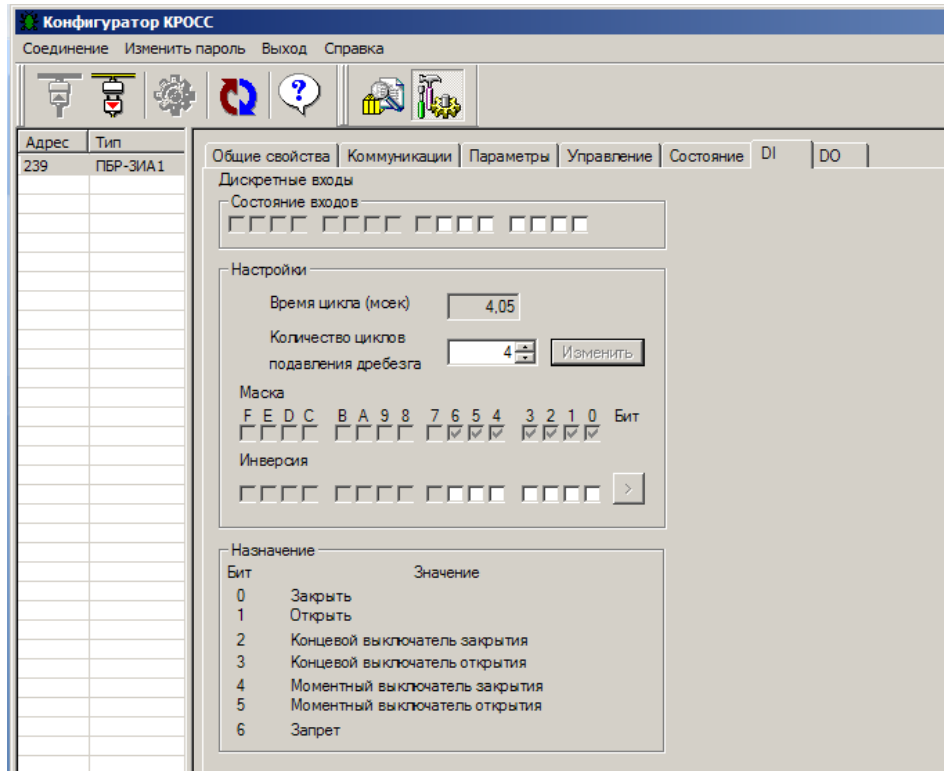 Конфигуратор КРОСС
Соединение Изменить пароль Выход Справка
Адрес Тип
239 ПБР-3ИА1
Общие свойства Коммуникации Параметры Управление Состояние DI DO
Дискретные входы
Состояние входов
Настройки
Время цикла (мсек) 4,05
Количество циклов
подавления дребезга 4 Изменить
Маска
F E D C B A 9 8 7 6 5 4 3 2 1 0 Бит
Инверсия
>
Назначение
Бит Значение
0 Закрыть
1 Открыть
2 Концевой выключатель закрытия
3 Концевой выключатель открытия
4 Моментный выключатель закрытия
5 Моментный выключатель открытия
6 Запрет